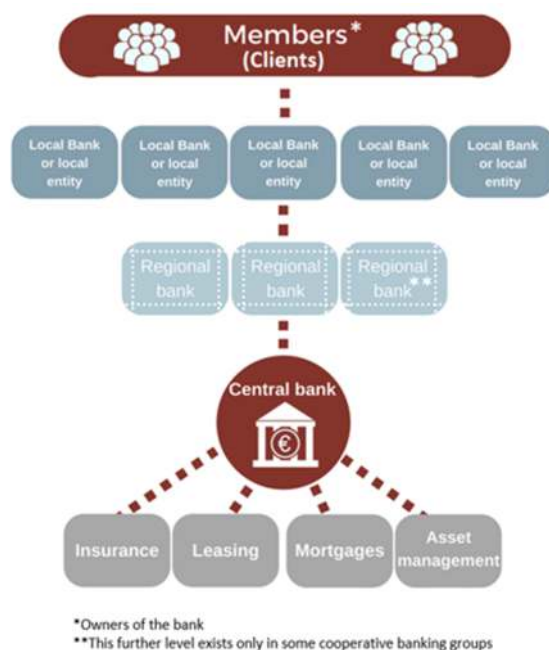 Members*
(Clients)
Local Bank or local entity
Local Bank or local entity
Local Bank or local entity
Local Bank or local entity
Local Bank or local entity
Regional bank
Regional bank
Regional bank**
Central bank
€
Insurance
Leasing
Mortgages
Asset management
*Owners of the bank
**This further level exists only in some cooperative banking groups